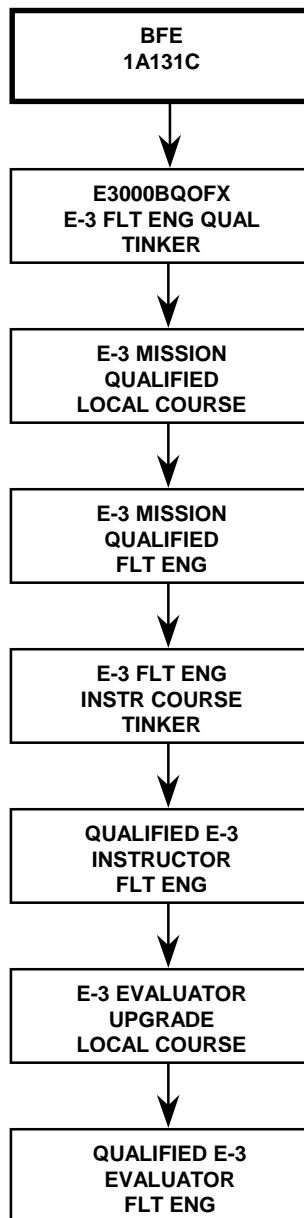 BFE
1A131C
E3000BQOFX
E-3 FLT ENG QUAL
TINKER
E-3 MISSION
QUALIFIED
LOCAL COURSE
E-3 MISSION
QUALIFIED
FLT ENG
E-3 FLT ENG
INSTR COURSE
TINKER
QUALIFIED E-3
INSTRUCTOR
FLT ENG
E-3 EVALUATOR
UPGRADE
LOCAL COURSE
QUALIFIED E-3
EVALUATOR
FLT ENG